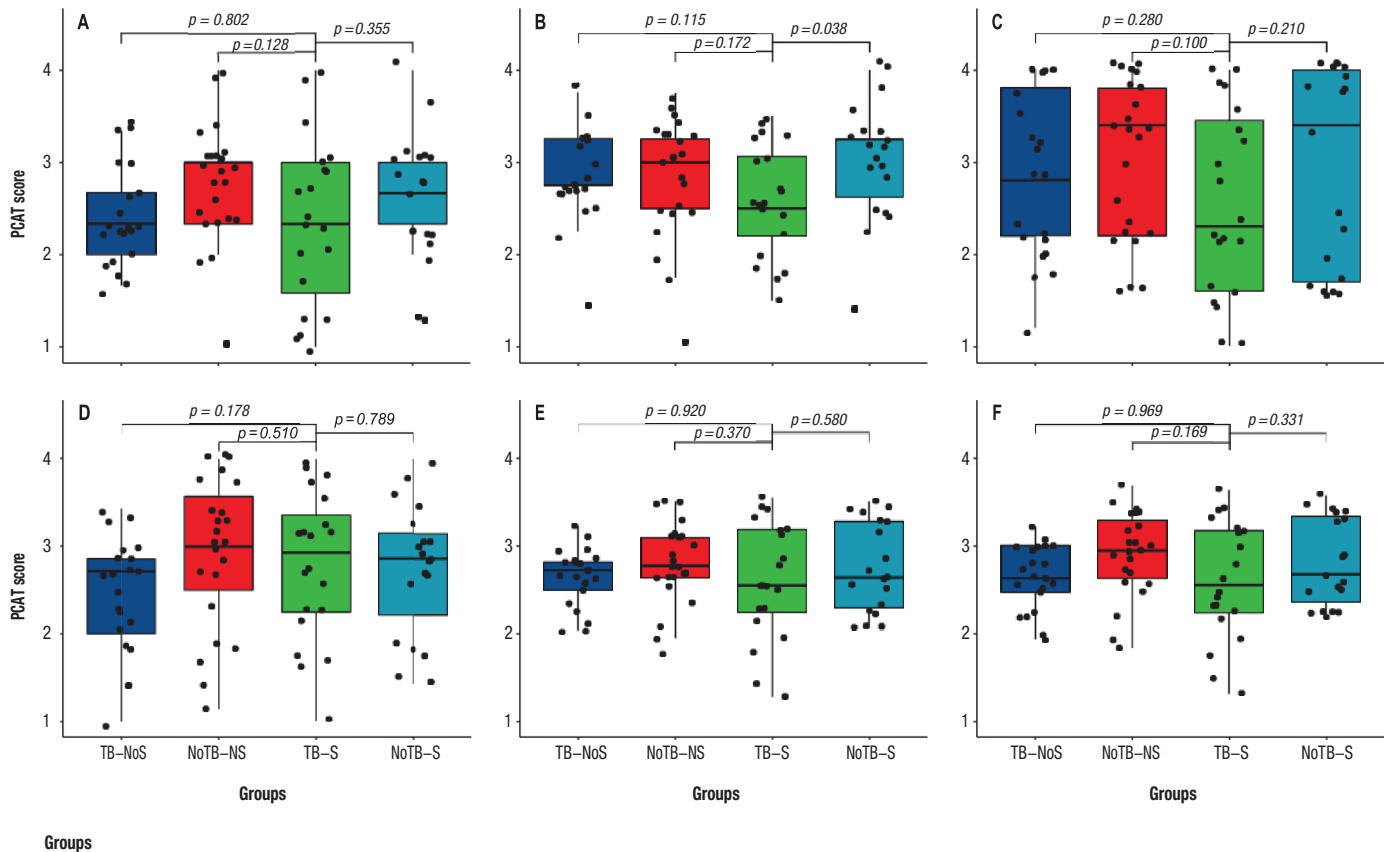 A
p = 0.802
p = 0.128
p = 0.355
PCAT score
4
3
2
1
B
p = 0.115
p = 0.172
p = 0.038
4
3
2
1
C
p = 0.280
p = 0.100
p = 0.210
4
3
2
1
D
p = 0.178
p = 0.510
p = 0.789
PCAT score
4
3
2
1
TB–NoS NoTB–NS TB–S NoTB–S
Groups
E
p = 0.920
p = 0.370
p = 0.580
4
3
2
1
TB–NoS NoTB–NS TB–S NoTB–S
Groups
F
p = 0.969
p = 0.169
p = 0.331
4
3
2
1
TB–NoS NoTB–NS TB–S NoTB–S
Groups
Groups